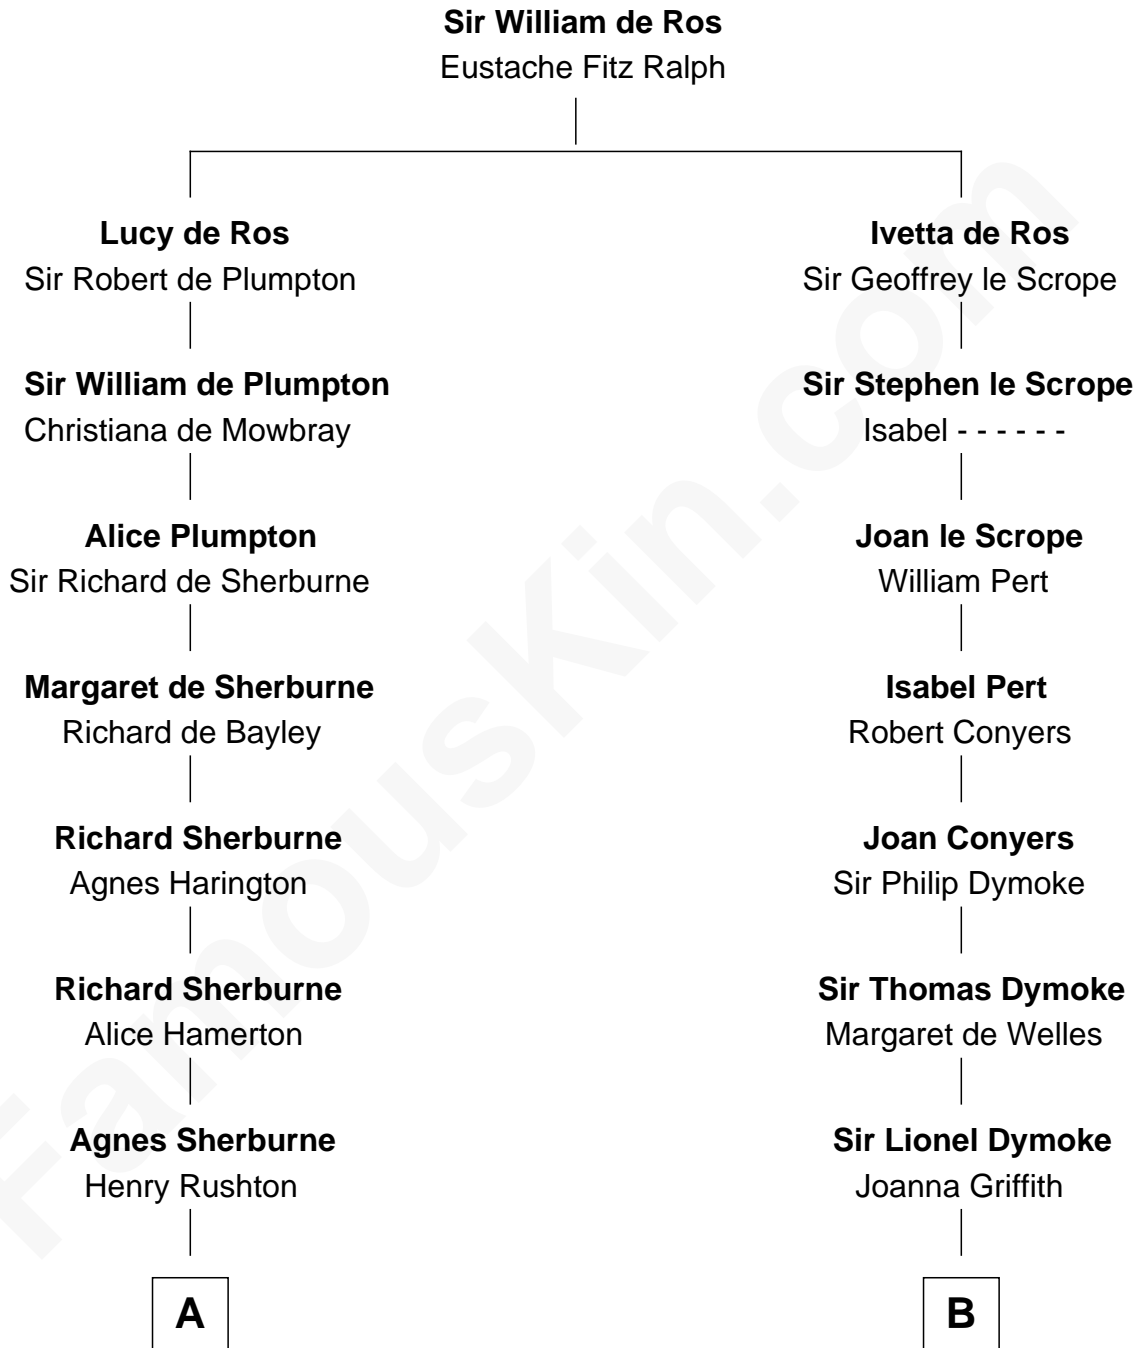 Sir William de Ros
Eustache Fitz Ralph
Lucy de Ros
Sir Robert de Plumpton
Ivetta de Ros
Sir Geoffrey le Scrope
Sir William de Plumpton
Christiana de Mowbray
Sir Stephen le Scrope
Isabel - - - - - -
Alice Plumpton
Sir Richard de Sherburne
Joan le Scrope
William Pert
Margaret de Sherburne
Richard de Bayley
Isabel Pert
Robert Conyers
Richard Sherburne
Agnes Harington
Joan Conyers
Sir Philip Dymoke
Richard Sherburne
Alice Hamerton
Sir Thomas Dymoke
Margaret de Welles
Agnes Sherburne
Henry Rushton
Sir Lionel Dymoke
Joanna Griffith
A
B
FamousKin.com